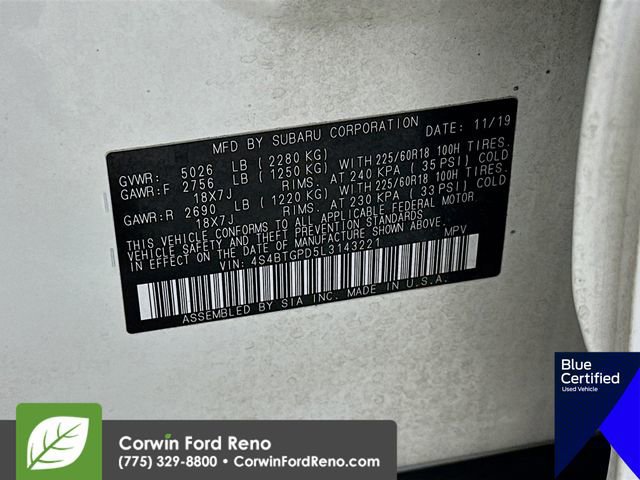 MFD BY SUBARU CORPORATION DATE: 11/19
GVWR: 5026 LB (2280 KG)
GAWR:F 2756 LB (1250 KG) WITH 225/60R18 100H TIRES.
18X7J RIMS. AT 240 KPA (35 PSI) COLD
GAWR:R 2690 LB (1220 KG) WITH 225/60R18 100H TIRES.
18X7J RIMS. AT 230 KPA (33 PSI) COLD
THIS VEHICLE CONFORMS TO ALL APPLICABLE FEDERAL MOTOR
VEHICLE SAFETY AND THEFT PREVENTION STANDARDS
IN EFFECT ON THE DATE OF MANUFACTURE SHOWN ABOVE.
VIN: 4S4BTGPD5L3143221 MPV
ASSEMBLED BY SIA INC. MADE IN U.S.A.
Blue
Certified
Used Vehicle
Corwin Ford Reno
(775) 329-8800 • CorwinFordReno.com